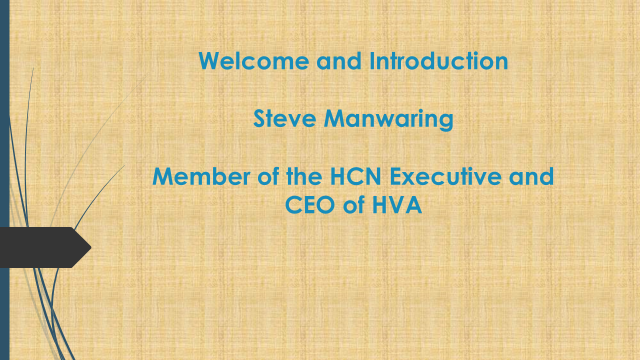 Welcome and Introduction
Steve Manwaring
Member of the HCN Executive and
CEO of HVA